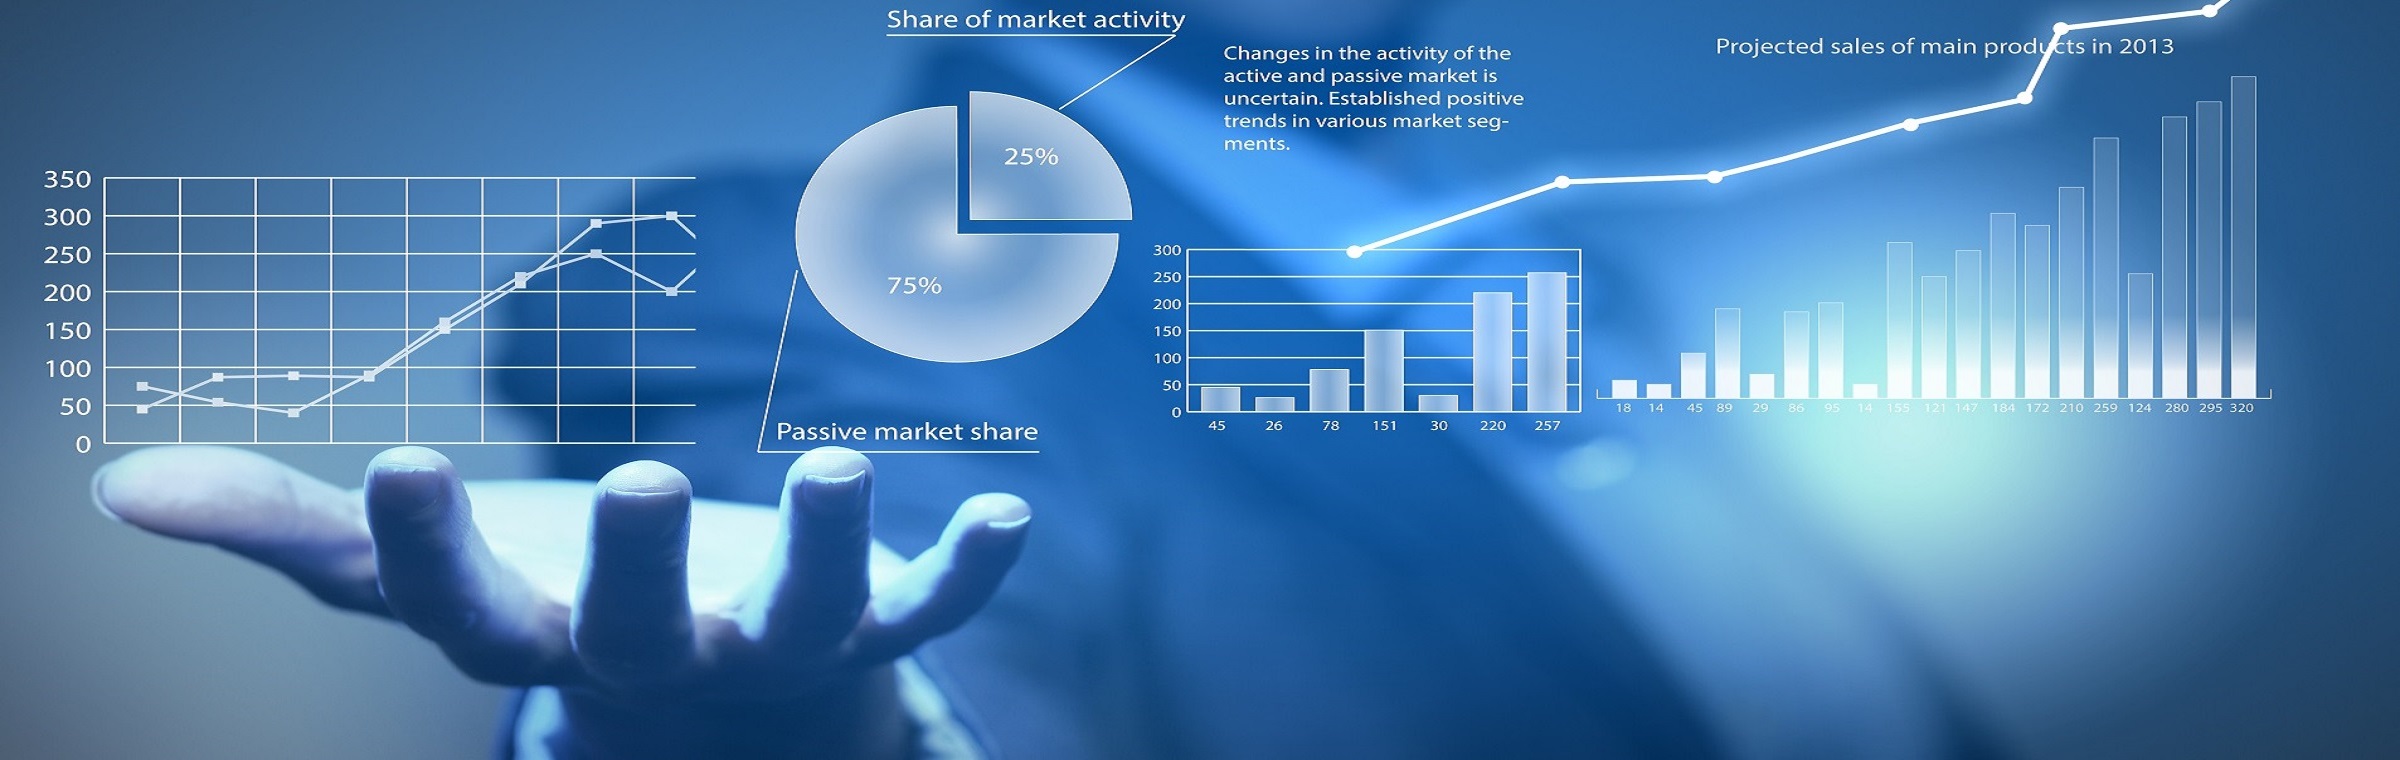 Share of market activity
Changes in the activity of the
active and passive market is
uncertain. Established positive
trends in various market seg-
ments.
Projected sales of main products in 2013
350
300
250
200
150
100
50
0
25%
75%
Passive market share
300
250
200
150
100
50
0
45 26 78 151 30 220 257
18 14 45 89 29 86 95 14 155 121 147 184 172 210 259 124 280 295 320